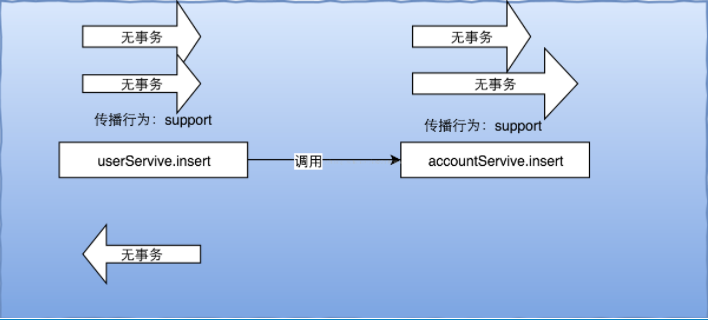 无事务
无事务
无事务
无事务
传播行为：support
传播行为：support
userServive.insert
调用
accountServive.insert
无事务